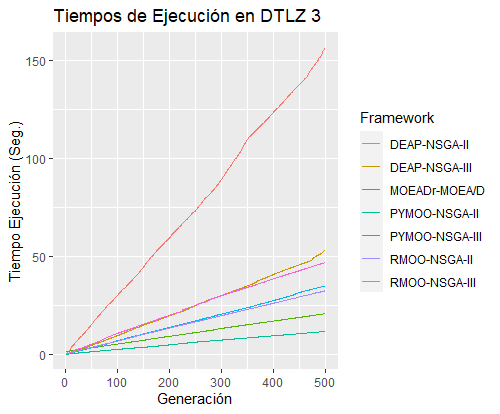 Tiempos de Ejecución en DTLZ 3
Tiempo Ejecución (Seg.)
150
100
50
0
0 100 200 300 400 500
Generación
Framework
DEAP-NSGA-II
DEAP-NSGA-III
MOEADr-MOEA/D
PYMOO-NSGA-II
PYMOO-NSGA-III
RMOO-NSGA-II
RMOO-NSGA-III